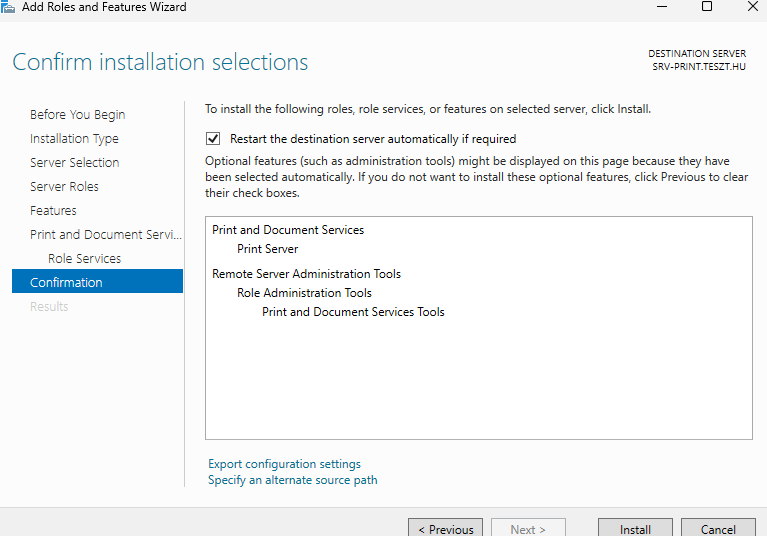 Add Roles and Features Wizard
Confirm installation selections
DESTINATION SERVER
SRV-PRINT.TESZT.HU
Before You Begin
Installation Type
Server Selection
Server Roles
Features
Print and Document Servi...
Role Services
Confirmation
Results
To install the following roles, role services, or features on selected server, click Install.
Restart the destination server automatically if required
Optional features (such as administration tools) might be displayed on this page because they have
been selected automatically. If you do not want to install these optional features, click Previous to clear
their check boxes.
Print and Document Services
Print Server
Remote Server Administration Tools
Role Administration Tools
Print and Document Services Tools
Export configuration settings
Specify an alternate source path
< Previous
Next >
Install
Cancel